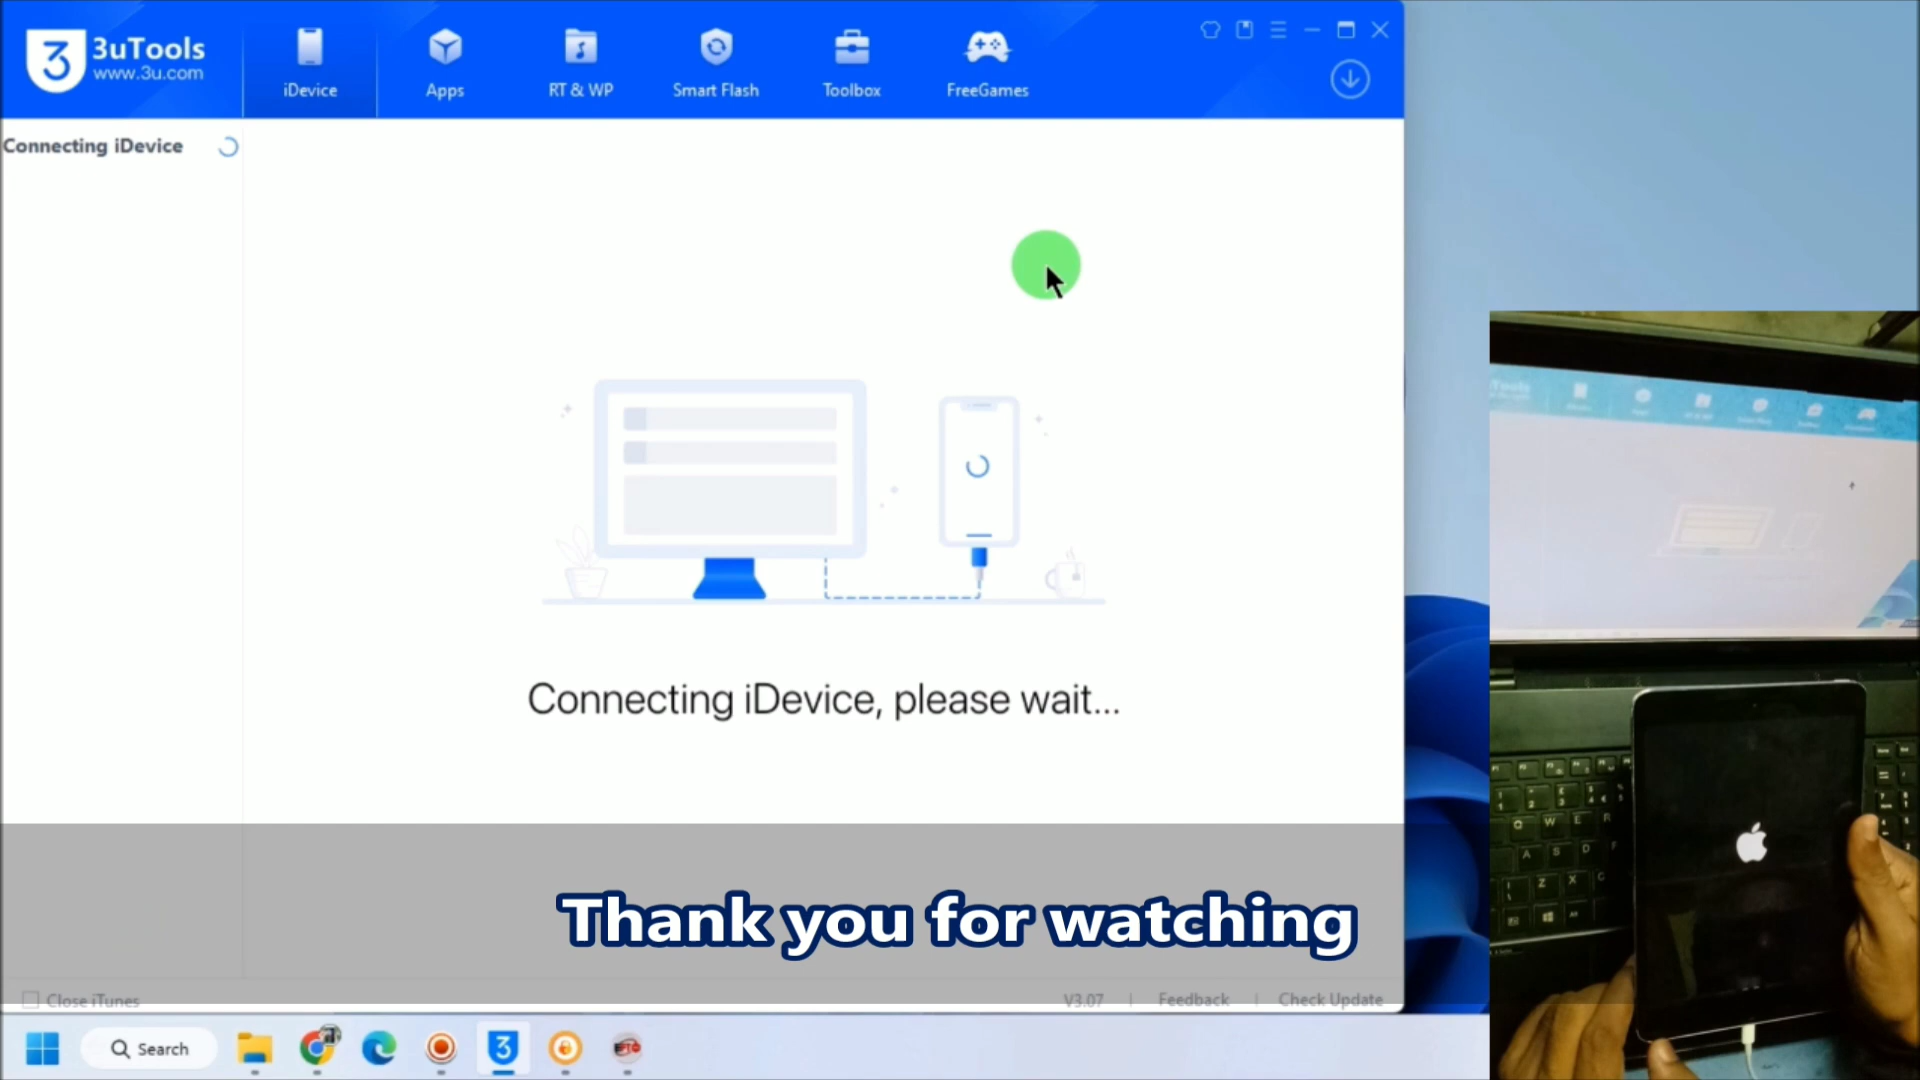 3uTools
www.3u.com
iDevice
Apps
RT & WP
Smart Flash
Toolbox
FreeGames
Connecting iDevice
Connecting iDevice, please wait...
Thank you for watching
Close iTunes
V3.07
Feedback
Check Update
Search